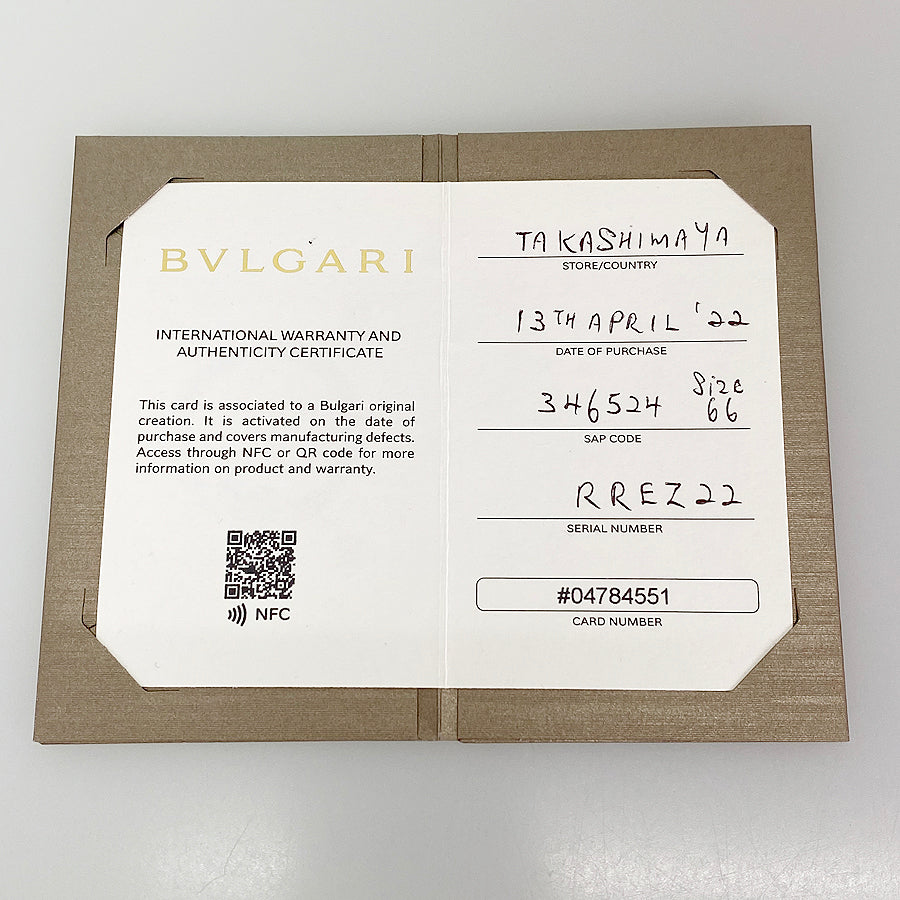 BVLGARI
INTERNATIONAL WARRANTY AND
AUTHENTICITY CERTIFICATE
This card is associated to a Bulgari original
creation. It is activated on the date of
purchase and covers manufacturing defects.
Access through NFC or QR code for more
information on product and warranty.
NFC
TAKASHIMAYA
STORE/COUNTRY
13TH APRIL '22
DATE OF PURCHASE
346524 Size 66
SAP CODE
RREZ22
SERIAL NUMBER
#04784551
CARD NUMBER